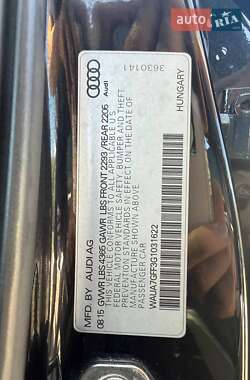 AUTO RIA
3630141
Audi
HUNGARY
MFD. BY AUDI AG
08 15 GVWR LBS 4365 GAWR LBS FRONT 2293 / REAR 2205
THIS VEHICLE CONFORMS TO ALL APPLICABLE U.S.
FEDERAL MOTOR VEHICLE SAFETY, BUMPER AND THEFT
PREVENTION STANDARDS IN EFFECT ON THE DATE OF
MANUFACTURE SHOWN ABOVE.
PASSENGER CAR